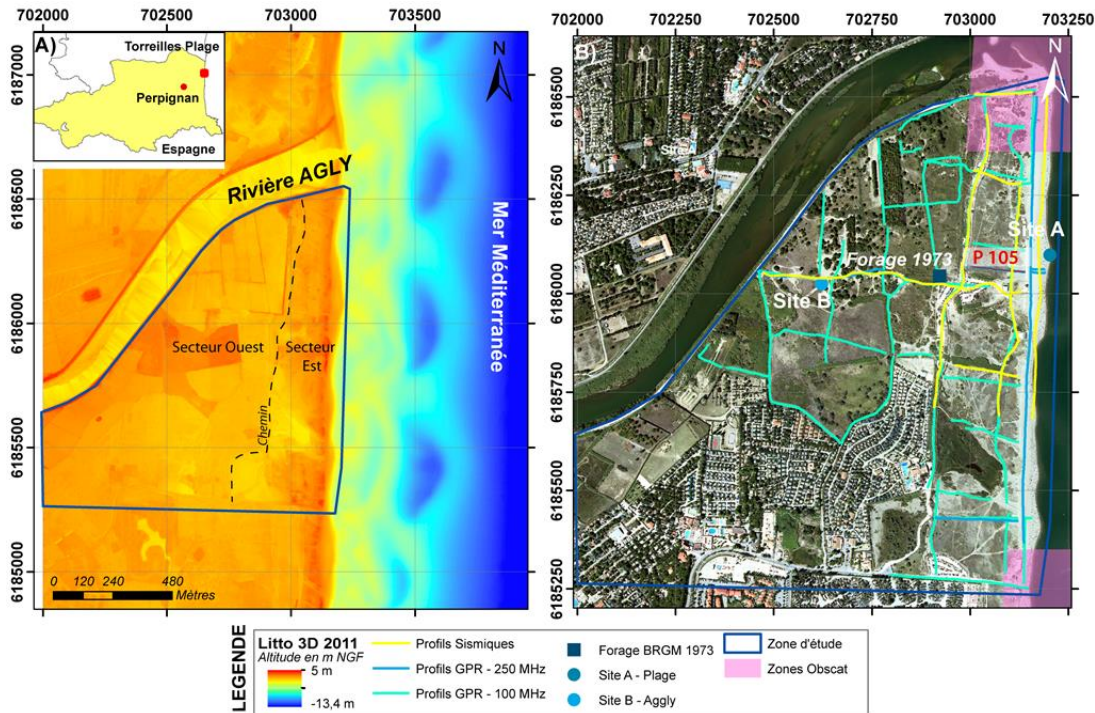 702000 702500 703000 703500
A)
Torreilles Plage
Perpignan
Espagne
N
Rivière AGLY
Mer Méditerranée
Secteur Ouest
Secteur
Est
Chemin
6187000
6186500
6186000
6185500
6185000
0 120 240 480
Mètres
702000 702250 702500 702750 703000 703250
B)
N
Site A
Forage 1973
P 105
Site B
6186500
6186250
6186000
6185750
6185500
6185250
LEGENDE
Litto 3D 2011
Altitude en m NGF
5 m
-13,4 m
Profils Sismiques
Profils GPR - 250 MHz
Profils GPR - 100 MHz
Forage BRGM 1973
Site A - Plage
Site B - Aggly
Zone d'étude
Zones Obscat